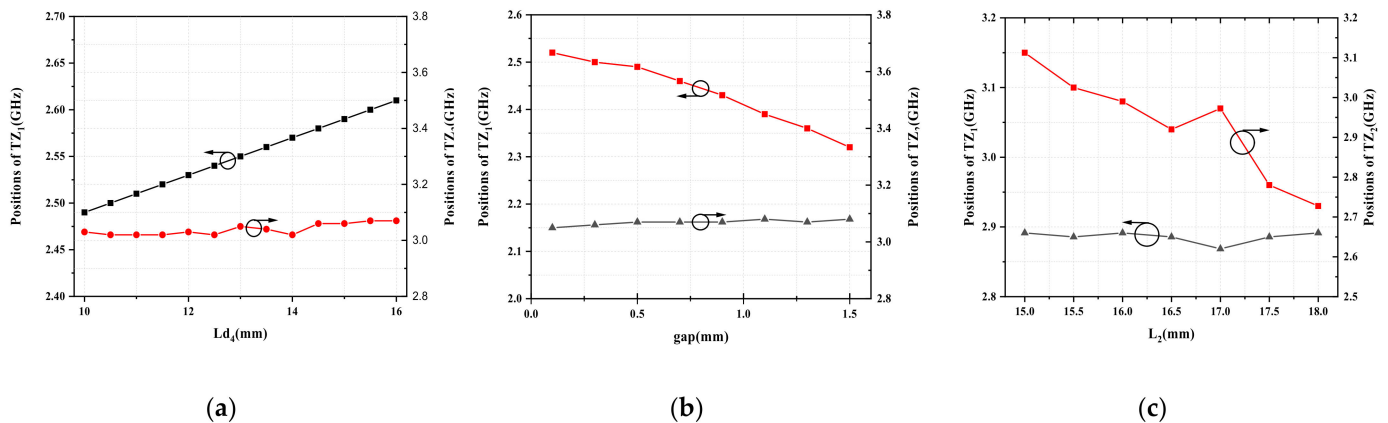 Positions of TZ₁(GHz)
2.70
2.65
2.60
2.55
2.50
2.45
2.40
10 12 14 16
Ld₄(mm)
3.8
3.6
3.4
3.2
3.0
2.8
Positions of TZ (GHz)
(a)
Positions of TZ₁(GHz)
2.6
2.5
2.4
2.3
2.2
2.1
2.0
0.0 0.5 1.0 1.5
gap(mm)
3.8
3.6
3.4
3.2
3.0
2.8
Positions of TZ (GHz)
(b)
Positions of TZ₁(GHz)
3.2
3.1
3.0
2.9
2.8
15.0 15.5 16.0 16.5 17.0 17.5 18.0
L₂(mm)
3.2
3.1
3.0
2.9
2.8
2.7
2.6
2.5
Positions of TZ₂(GHz)
(c)